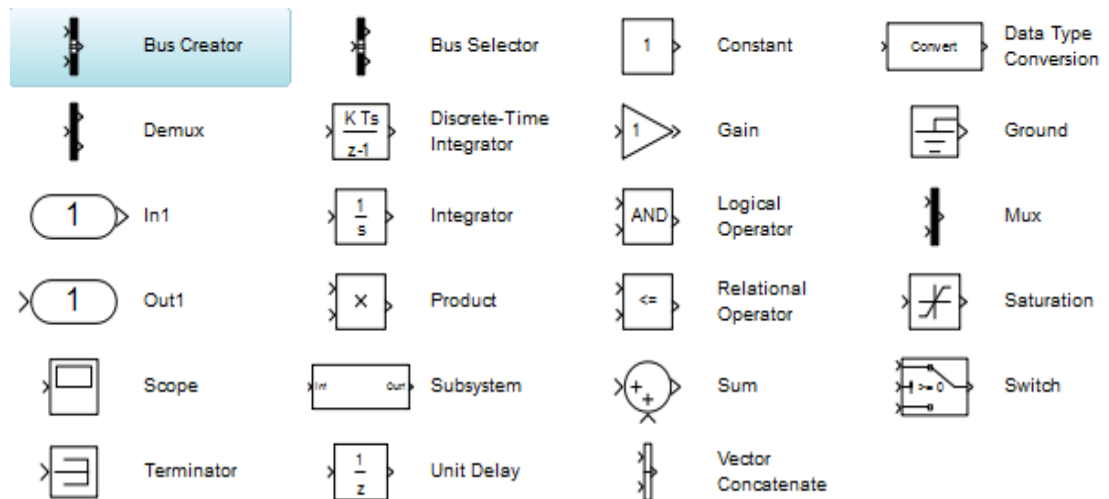 Bus Creator
Bus Selector
1
Constant
Convert
Data Type
Conversion
Demux
K Ts
z-1
Discrete-Time
Integrator
1
Gain
Ground
1
In1
1
s
Integrator
AND
Logical
Operator
Mux
1
Out1
×
Product
<=
Relational
Operator
Saturation
Scope
In1
Out1
Subsystem
+
+
Sum
>= 0
Switch
Terminator
1
z
Unit Delay
Vector
Concatenate